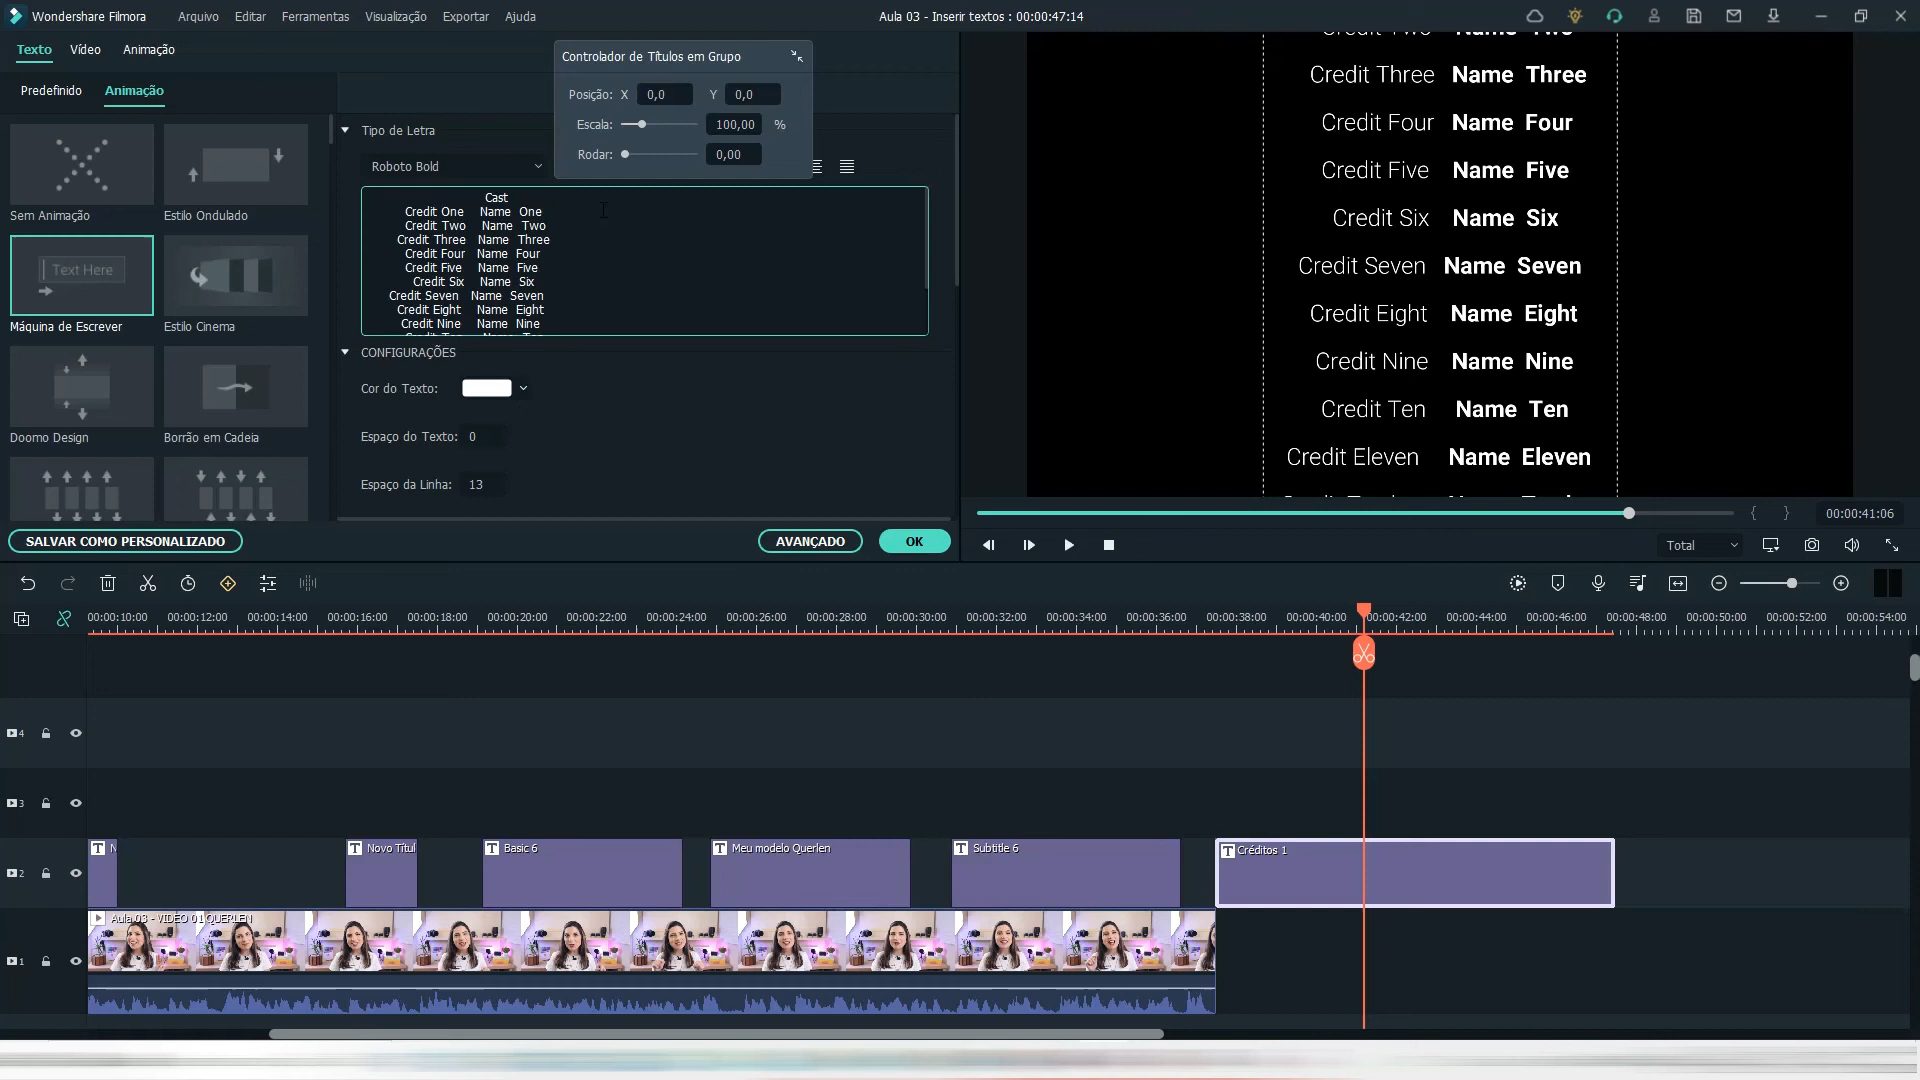 Wondershare Filmora
Arquivo
Editar
Ferramentas
Visualização
Exportar
Ajuda
Aula 03 - Inserir textos : 00:00:47:14
Texto
Vídeo
Animação
Predefinido
Animação
Sem Animação
Estilo Ondulado
Text Here
Máquina de Escrever
Estilo Cinema
Doomo Design
Borrão em Cadeia
Controlador de Títulos em Grupo
Posição: X 0,0 Y 0,0
Escala: 100,00 %
Rodar: 0,00
Tipo de Letra
Roboto Bold
Cast
Credit One Name One
Credit Two Name Two
Credit Three Name Three
Credit Four Name Four
Credit Five Name Five
Credit Six Name Six
Credit Seven Name Seven
Credit Eight Name Eight
Credit Nine Name Nine
CONFIGURAÇÕES
Cor do Texto:
Espaço do Texto: 0
Espaço da Linha: 13
SALVAR COMO PERSONALIZADO
AVANÇADO
OK
Credit Two Name Two
Credit Three Name Three
Credit Four Name Four
Credit Five Name Five
Credit Six Name Six
Credit Seven Name Seven
Credit Eight Name Eight
Credit Nine Name Nine
Credit Ten Name Ten
Credit Eleven Name Eleven
{ } 00:00:41:06
Total
00:00:10:00 00:00:12:00 00:00:14:00 00:00:16:00 00:00:18:00 00:00:20:00 00:00:22:00 00:00:24:00 00:00:26:00 00:00:28:00 00:00:30:00 00:00:32:00 00:00:34:00 00:00:36:00 00:00:38:00 00:00:40:00 00:00:42:00 00:00:44:00 00:00:46:00 00:00:48:00 00:00:50:00 00:00:52:00 00:00:54:00
4
3
2
T N
T Novo Títul
T Basic 6
T Meu modelo Querlen
T Subtitle 6
T Créditos 1
1
Aula 03 - VIDEO 01 QUERLEN